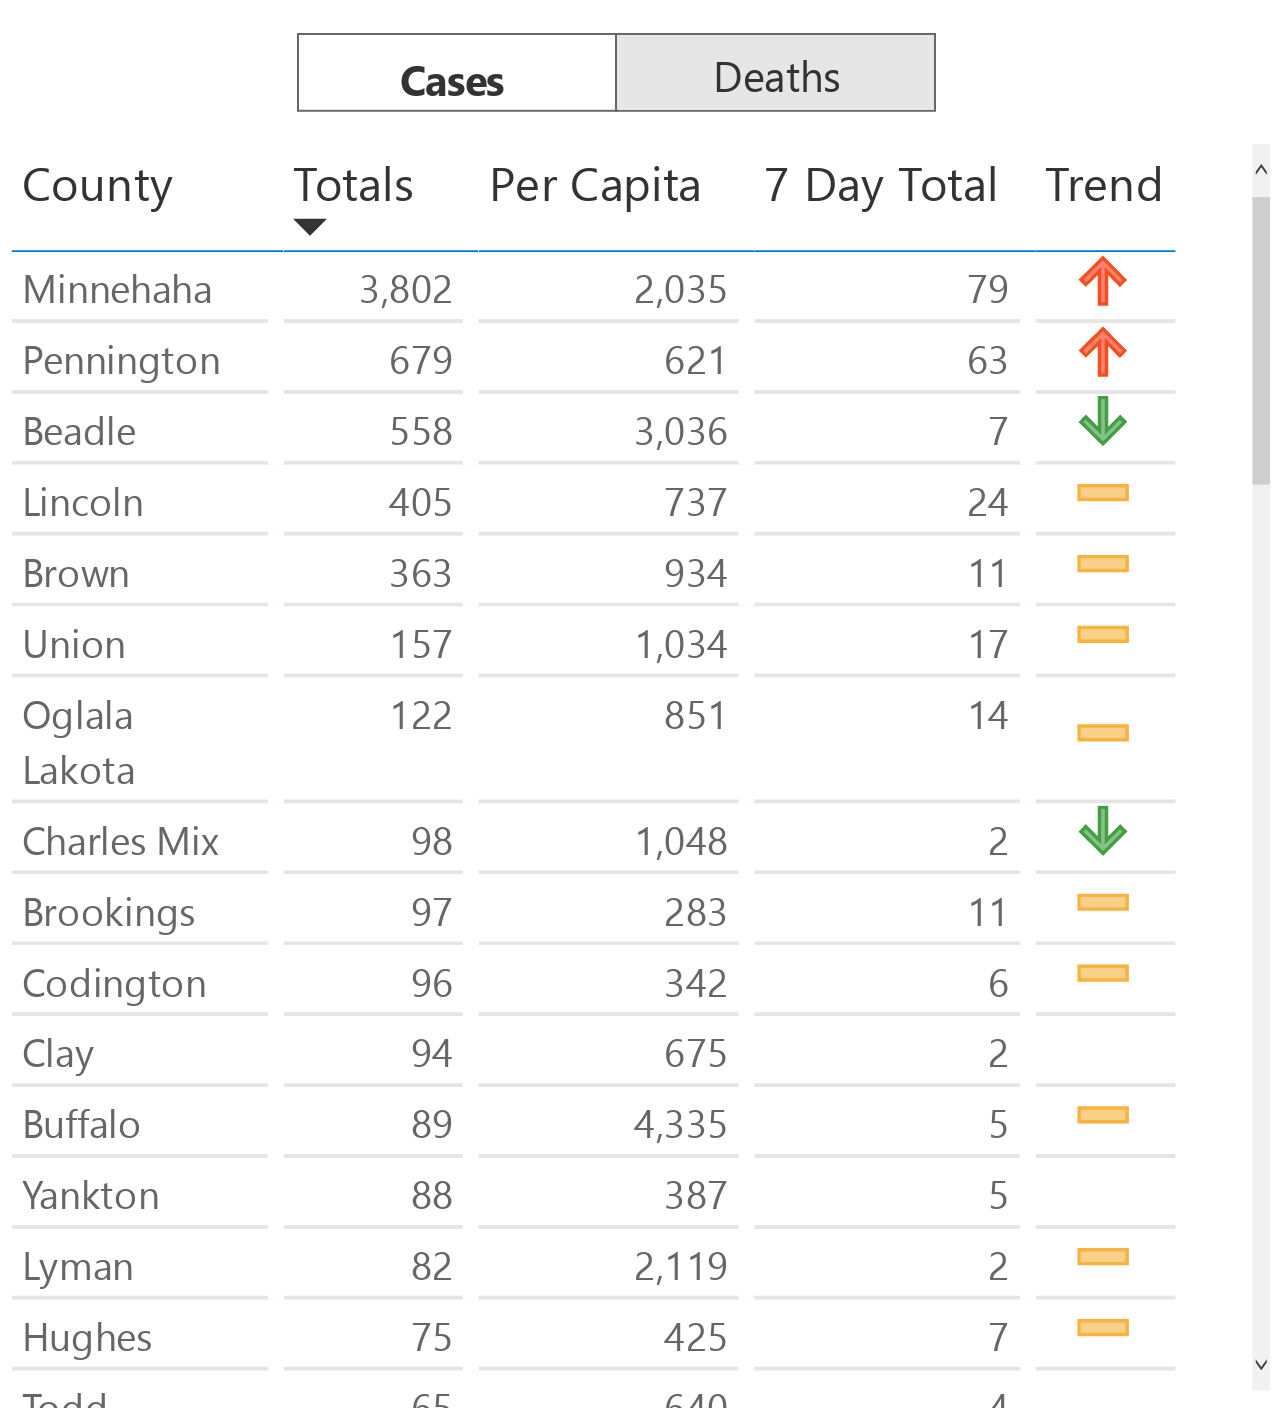 Cases Deaths
County Totals Per Capita 7 Day Total Trend
Minnehaha 3,802 2,035 79
Pennington 679 621 63
Beadle 558 3,036 7
Lincoln 405 737 24
Brown 363 934 11
Union 157 1,034 17
Oglala 122 851 14
Lakota
Charles Mix 98 1,048 2
Brookings 97 283 11
Codington 96 342 6
Clay 94 675 2
Buffalo 89 4,335 5
Yankton 88 387 5
Lyman 82 2,119 2
Hughes 75 425 7
Todd 65 640 4